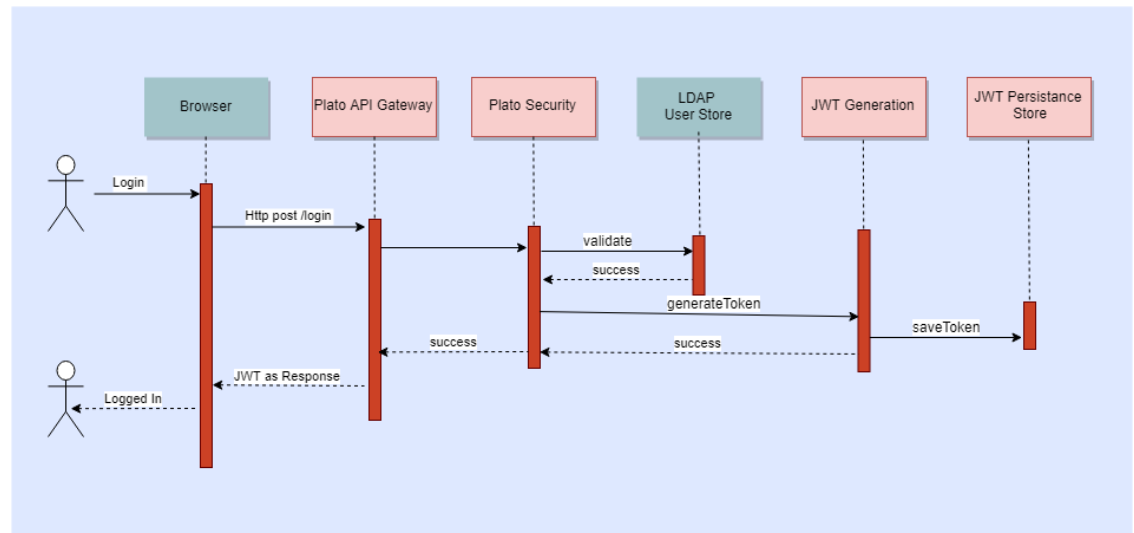 Browser
Plato API Gateway
Plato Security
LDAP
User Store
JWT Generation
JWT Persistance
Store
Login
Http post /login
validate
success
generateToken
saveToken
success
success
JWT as Response
Logged In